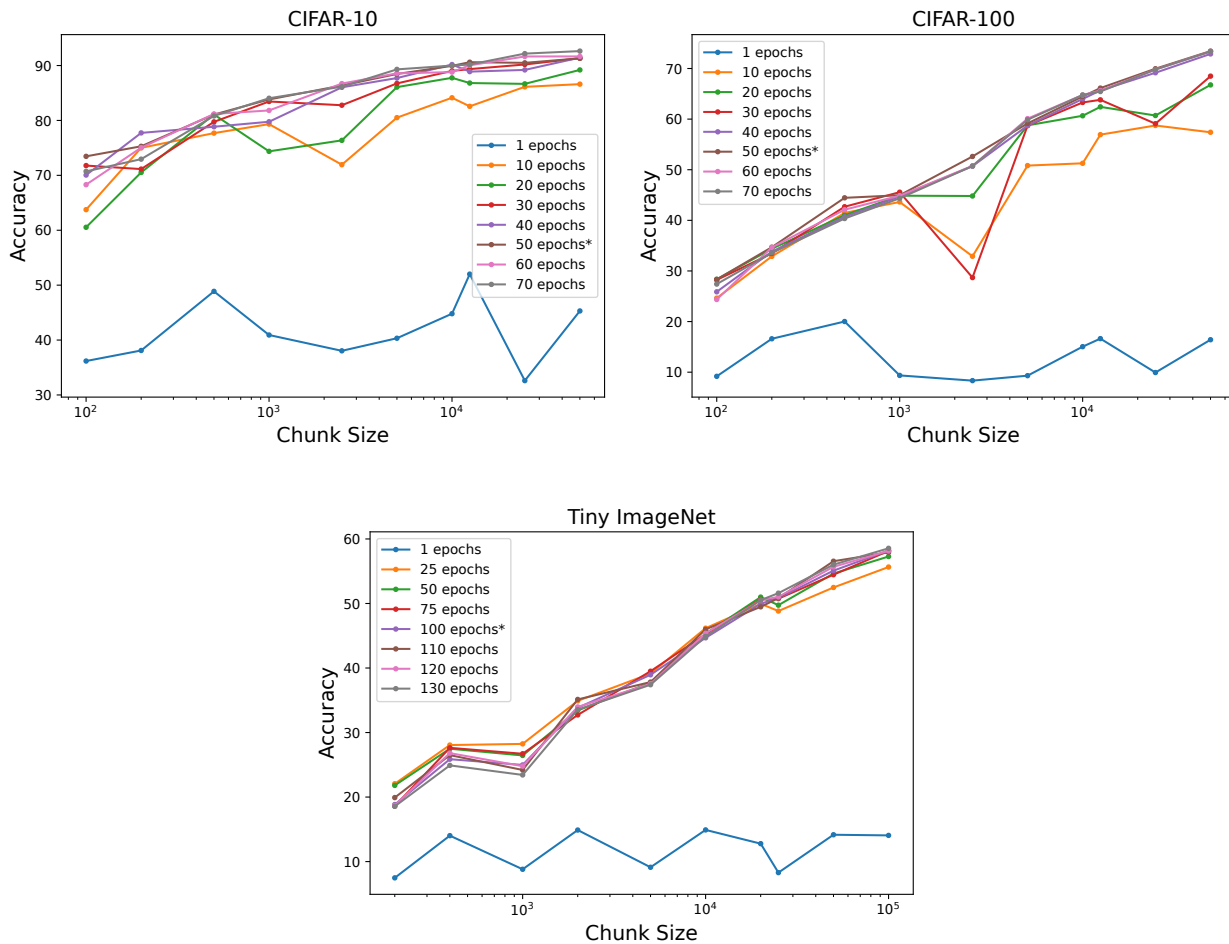 CIFAR-10
Accuracy
90
80
70
60
50
40
30
1 epochs
10 epochs
20 epochs
30 epochs
40 epochs
50 epochs*
60 epochs
70 epochs
10²
10³
10⁴
Chunk Size
CIFAR-100
Accuracy
70
60
50
40
30
20
10
1 epochs
10 epochs
20 epochs
30 epochs
40 epochs
50 epochs*
60 epochs
70 epochs
10²
10³
10⁴
Chunk Size
Tiny ImageNet
Accuracy
60
50
40
30
20
10
1 epochs
25 epochs
50 epochs
75 epochs
100 epochs*
110 epochs
120 epochs
130 epochs
10³
10⁴
10⁵
Chunk Size